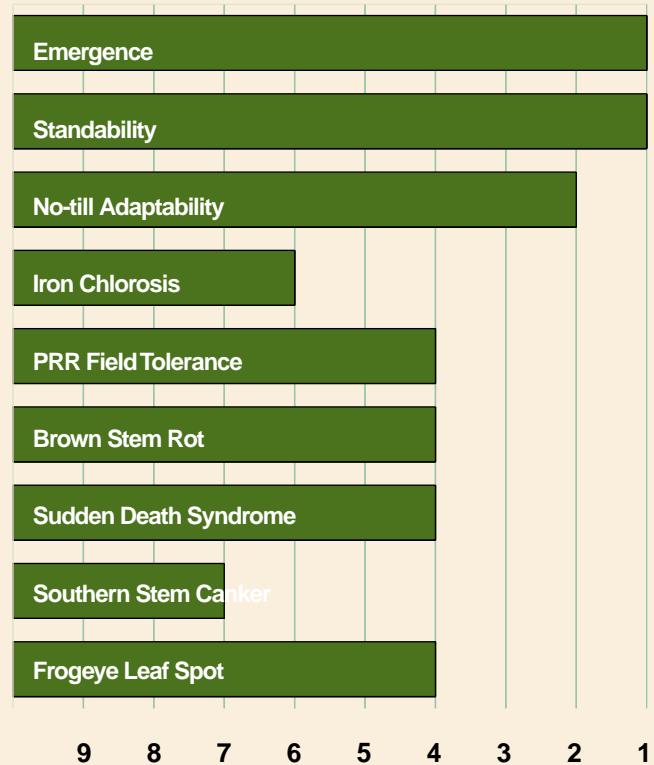 Emergence
Standability
No-till Adaptability
Iron Chlorosis
PRR Field Tolerance
Brown Stem Rot
Sudden Death Syndrome
Southern Stem Canker
Frogeye Leaf Spot
9 8 7 6 5 4 3 2 1